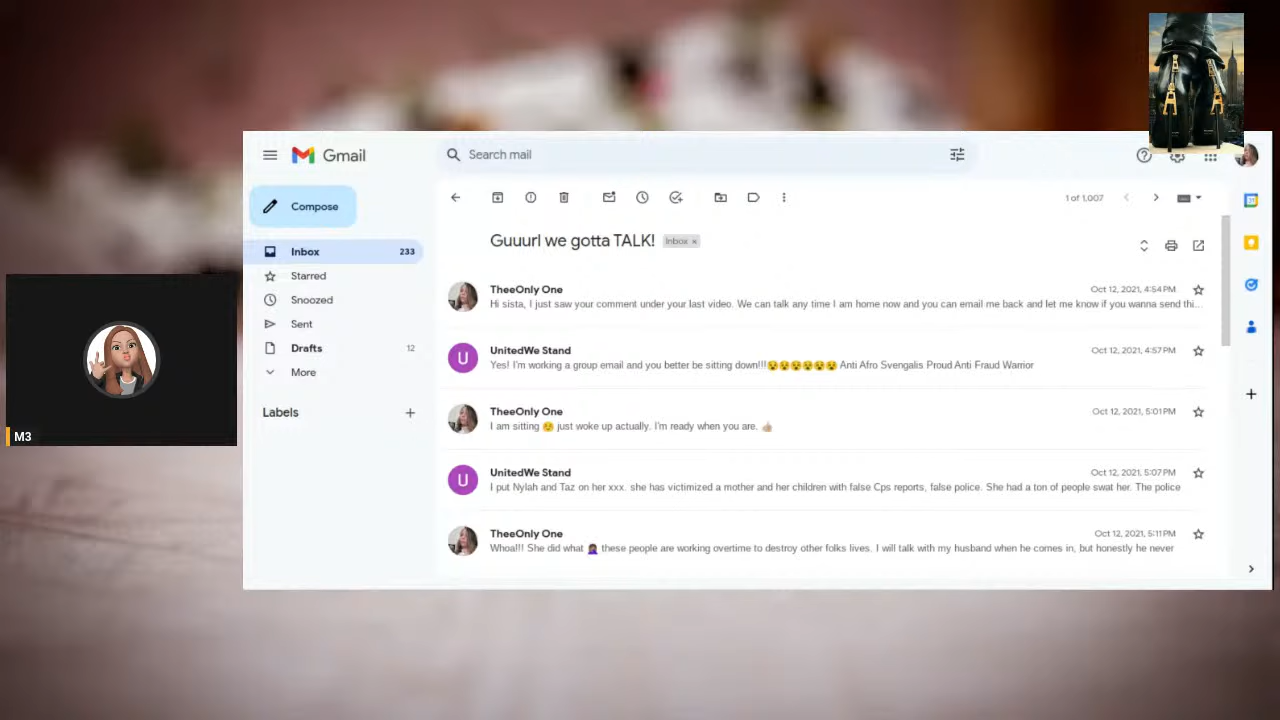 Gmail
Search mail
Compose
1 of 1,007
Inbox 233
Starred
Snoozed
Sent
Drafts 12
More
Labels
Guuurl we gotta TALK! Inbox x
TheeOnly One Oct 12, 2021, 4:54 PM
Hi sista, I just saw your comment under your last video. We can talk any time I am home now and you can email me back and let me know if you wanna send thi...
U
UnitedWe Stand Oct 12, 2021, 4:57 PM
Yes! I'm working a group email and you better be sitting down!!!😵😵😵😵😵😵 Anti Afro Svengalis Proud Anti Fraud Warrior
TheeOnly One Oct 12, 2021, 5:01 PM
I am sitting 😥 just woke up actually. I'm ready when you are. 👍🏼
U
UnitedWe Stand Oct 12, 2021, 5:07 PM
I put Nylah and Taz on her xxx. she has victimized a mother and her children with false Cps reports, false police. She had a ton of people swat her. The police
TheeOnly One Oct 12, 2021, 5:11 PM
Whoa!!! She did what 🤦🏾‍♀️ these people are working overtime to destroy other folks lives. I will talk with my husband when he comes in, but honestly he never
M3